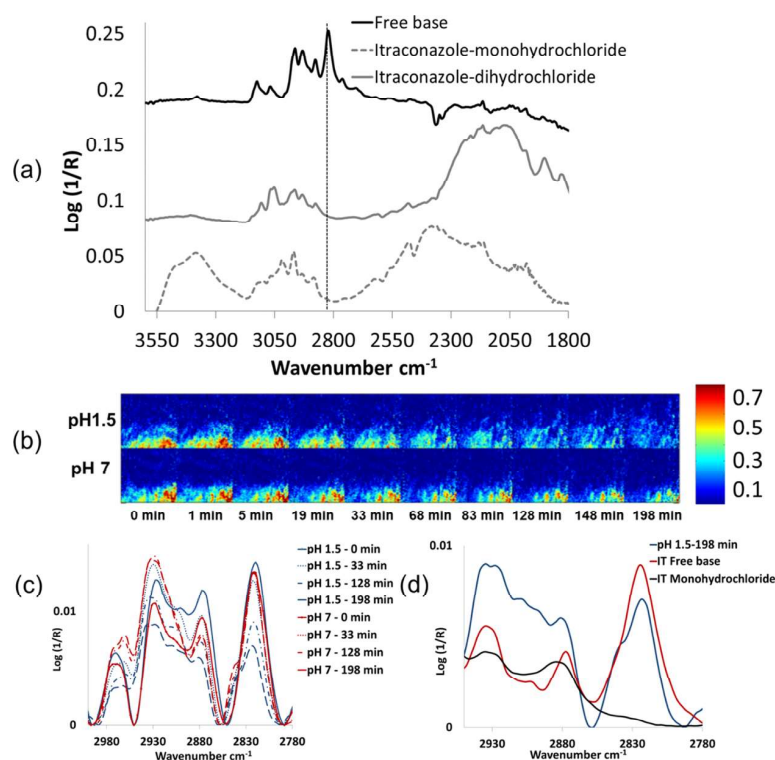 (a)
Log (1/R)
0.25
0.2
0.15
0.1
0.05
0
Free base
Itraconazole-monohydrochloride
Itraconazole-dihydrochloride
3550 3300 3050 2800 2550 2300 2050 1800
Wavenumber cm⁻¹
(b)
pH1.5
pH 7
0 min 1 min 5 min 19 min 33 min 68 min 83 min 128 min 148 min 198 min
0.7
0.5
0.3
0.1
(c)
Log (1/R)
0.01
0
pH 1.5 - 0 min
pH 1.5 - 33 min
pH 1.5 - 128 min
pH 1.5 - 198 min
pH 7 - 0 min
pH 7 - 33 min
pH 7 - 128 min
pH 7 - 198 min
2980 2930 2880 2830 2780
Wavenumber cm⁻¹
(d)
Log (1/R)
0.01
0
pH 1.5-198 min
IT Free base
IT Monohydrochloride
2930 2880 2830 2780
Wavenumber cm⁻¹